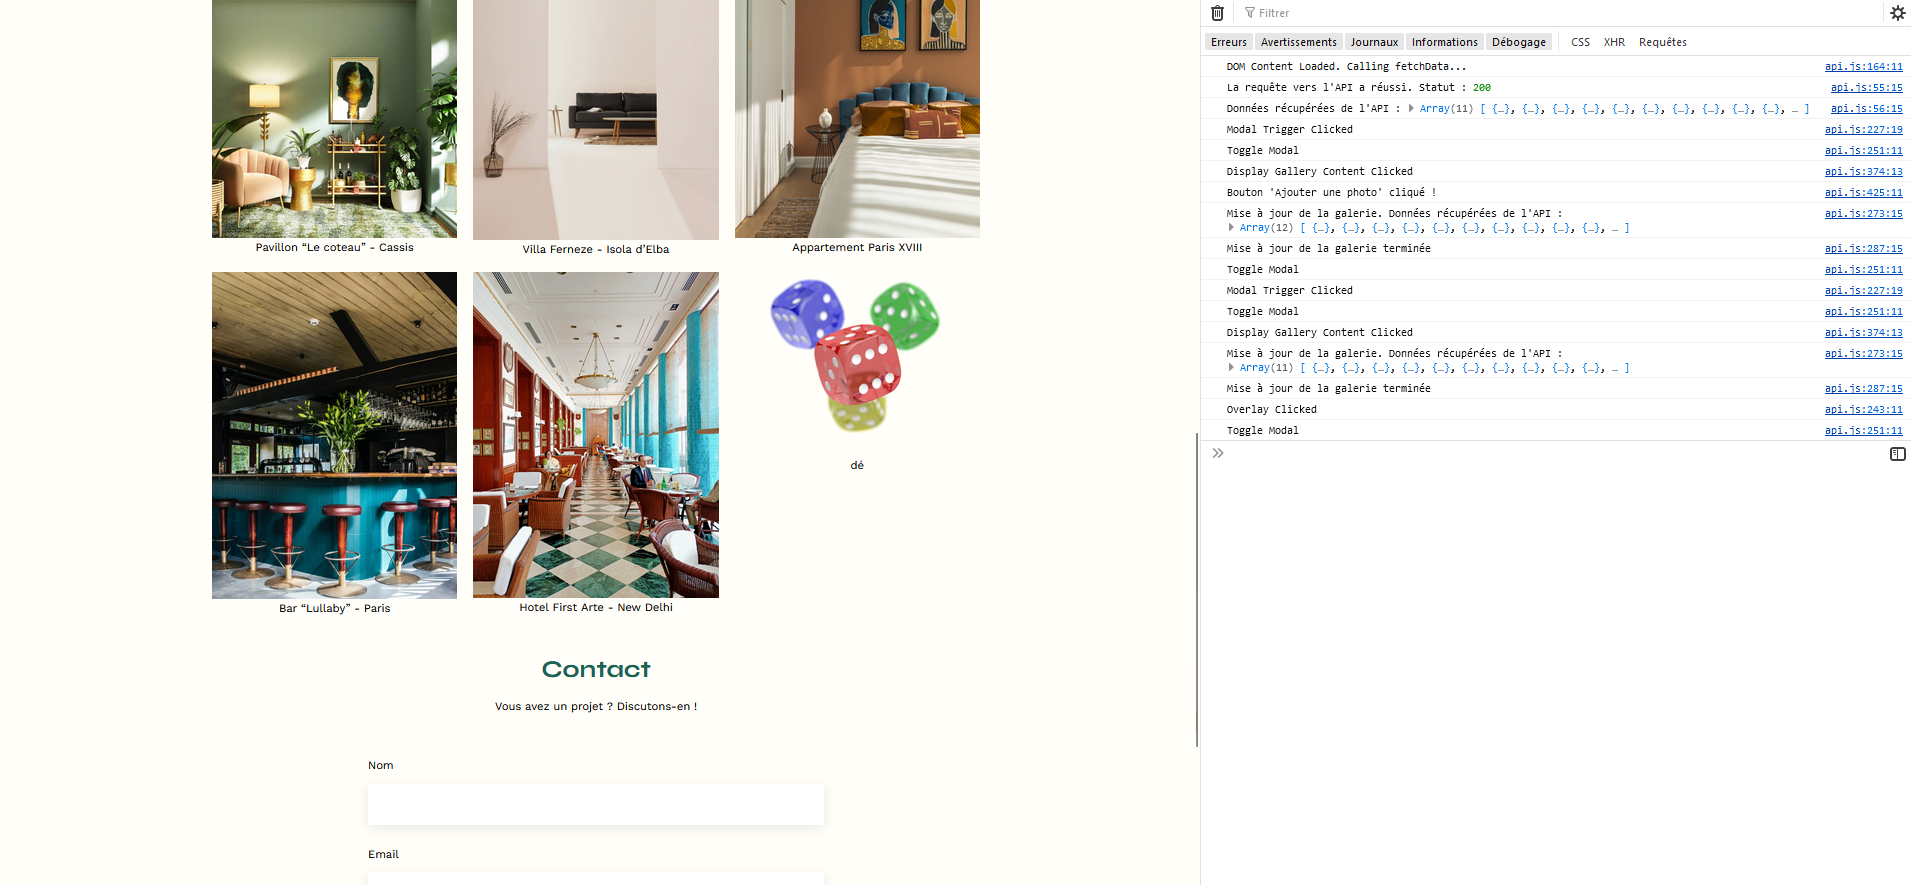 Pavillon “Le coteau” - Cassis
Villa Ferneze - Isola d’Elba
Appartement Paris XVIII
Bar “Lullaby” - Paris
Hotel First Arte - New Delhi
dé
Contact
Vous avez un projet ? Discutons-en !
Nom
Email
Filtrer
Erreurs Avertissements Journaux Informations Débogage CSS XHR Requêtes
DOM Content Loaded. Calling fetchData... api.js:164:11
La requête vers l'API a réussi. Statut : 200 api.js:55:15
Données récupérées de l'API : Array(11) [ {…}, {…}, {…}, {…}, {…}, {…}, {…}, {…}, {…}, {…}, … ] api.js:56:15
Modal Trigger Clicked api.js:227:19
Toggle Modal api.js:251:11
Display Gallery Content Clicked api.js:374:13
Bouton 'Ajouter une photo' cliqué ! api.js:425:11
Mise à jour de la galerie. Données récupérées de l'API : api.js:273:15
Array(12) [ {…}, {…}, {…}, {…}, {…}, {…}, {…}, {…}, {…}, {…}, … ]
Mise à jour de la galerie terminée api.js:287:15
Toggle Modal api.js:251:11
Modal Trigger Clicked api.js:227:19
Toggle Modal api.js:251:11
Display Gallery Content Clicked api.js:374:13
Mise à jour de la galerie. Données récupérées de l'API : api.js:273:15
Array(11) [ {…}, {…}, {…}, {…}, {…}, {…}, {…}, {…}, {…}, {…}, … ]
Mise à jour de la galerie terminée api.js:287:15
Overlay Clicked api.js:243:11
Toggle Modal api.js:251:11